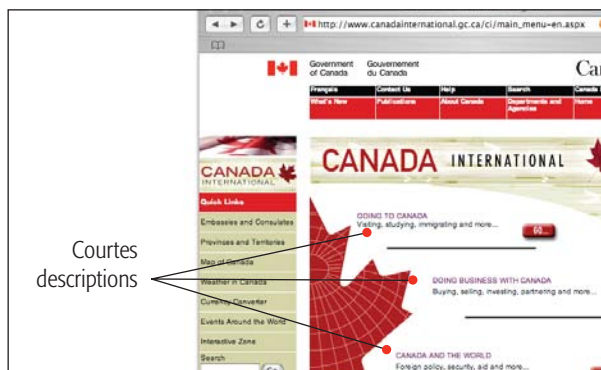 http://www.canadainternational.gc.ca/ci/main_menu-en.aspx
Government of Canada
Gouvernement du Canada
Français Contact Us Help Search Canada
What's New Publications About Canada Departments and Agencies Home
CANADA
INTERNATIONAL
CANADA INTERNATIONAL
Quick Links
Embassies and Consulates
Provinces and Territories
Map of Canada
Weather in Canada
Currency Converter
Events Around the World
Interactive Zone
Search
Go
GOING TO CANADA
Visiting, studying, immigrating and more...
GO...
DOING BUSINESS WITH CANADA
Buying, selling, investing, partnering and more...
CANADA AND THE WORLD
Foreign policy, security, aid and more...
Courtes
descriptions